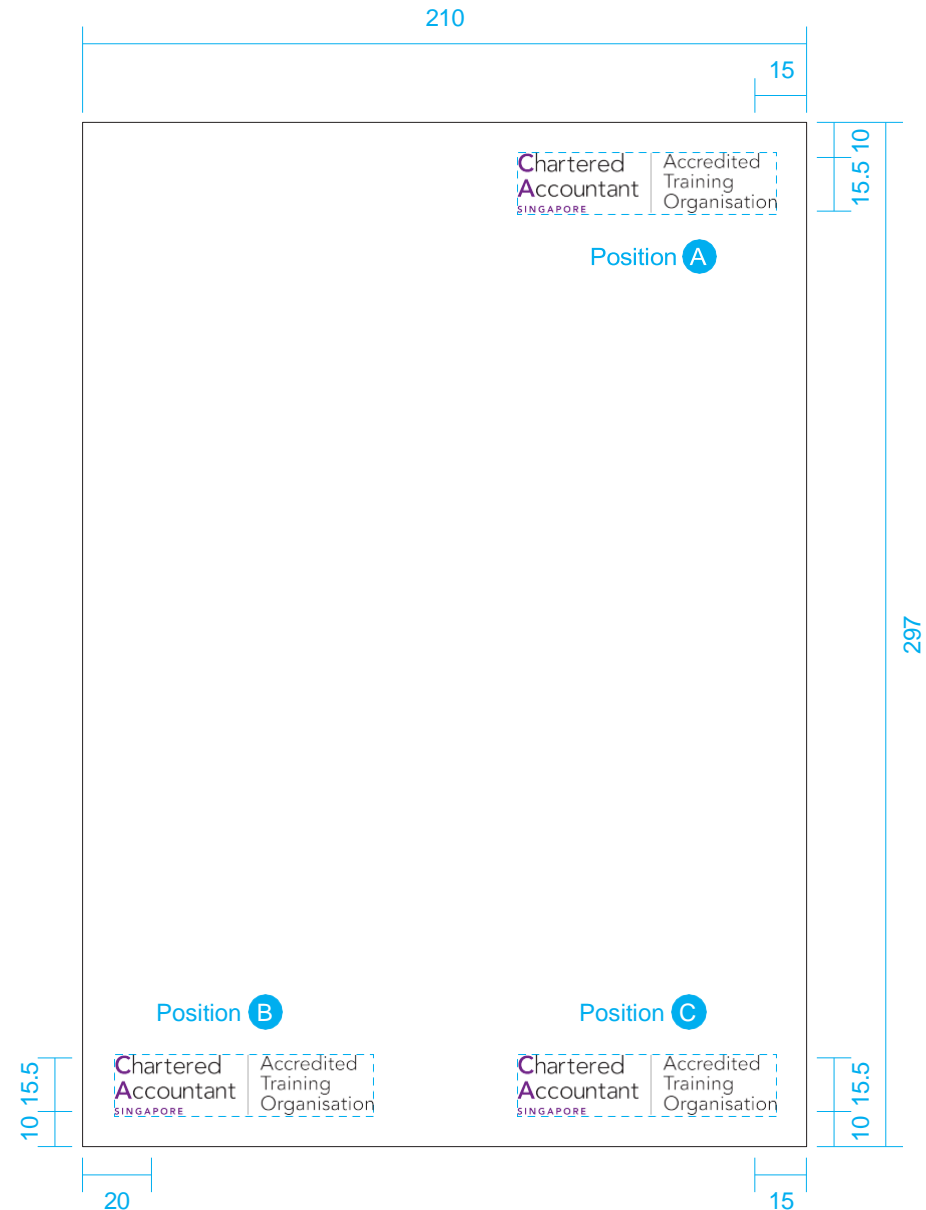 210
15
10
15.5
Chartered
Accountant
SINGAPORE
Accredited
Training
Organisation
Position A
297
Position B
Position C
Chartered
Accountant
SINGAPORE
Accredited
Training
Organisation
Chartered
Accountant
SINGAPORE
Accredited
Training
Organisation
15.5
10
15.5
10
20
15